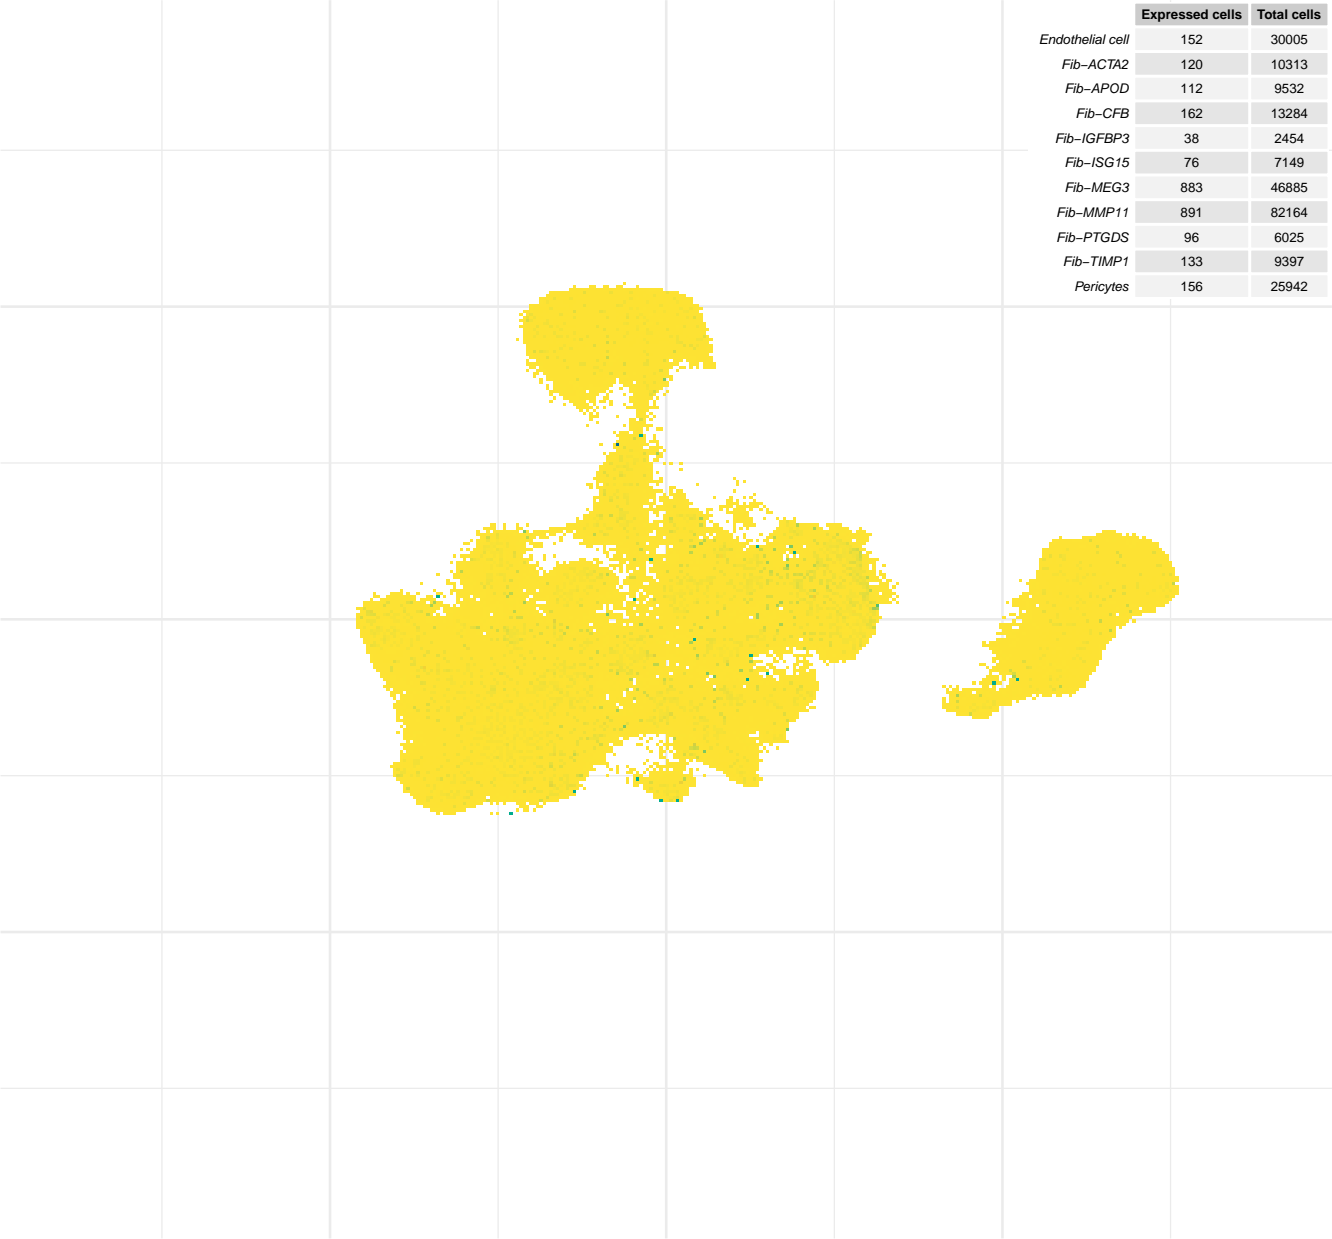 Expressed cells Total cells
Endothelial cell 152 30005
Fib−ACTA2 120 10313
Fib−APOD 112 9532
Fib−CFB 162 13284
Fib−IGFBP3 38 2454
Fib−ISG15 76 7149
Fib−MEG3 883 46885
Fib−MMP11 891 82164
Fib−PTGDS 96 6025
Fib−TIMP1 133 9397
Pericytes 156 25942